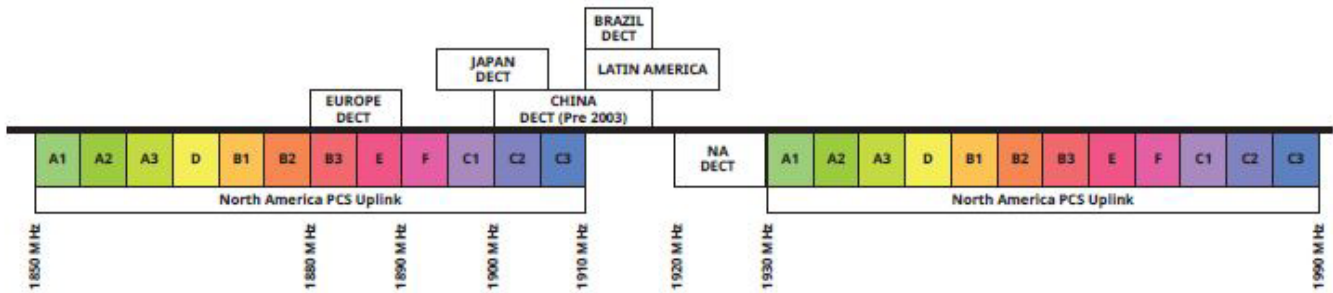 BRAZIL
DECT
JAPAN
DECT
LATIN AMERICA
EUROPE
DECT
CHINA
DECT (Pre 2003)
A1 A2 A3 D B1 B2 B3 E F C1 C2 C3
NA
DECT
A1 A2 A3 D B1 B2 B3 E F C1 C2 C3
North America PCS Uplink
North America PCS Uplink
1850 MHz
1880 MHz
1890 MHz
1900 MHz
1910 MHz
1920 MHz
1930 MHz
1990 MHz